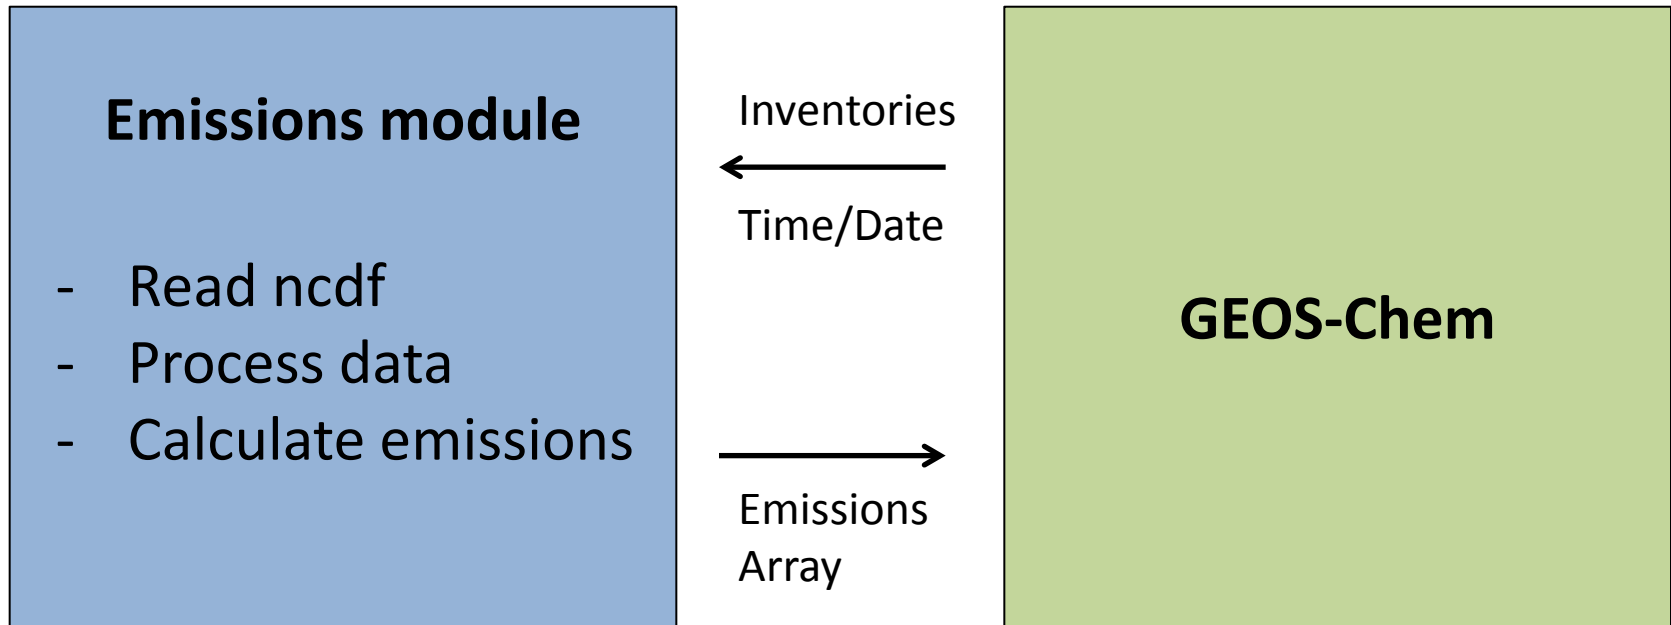 Emissions module
- Read ncdf
- Process data
- Calculate emissions
Inventories
Time/Date
Emissions
Array
GEOS-Chem